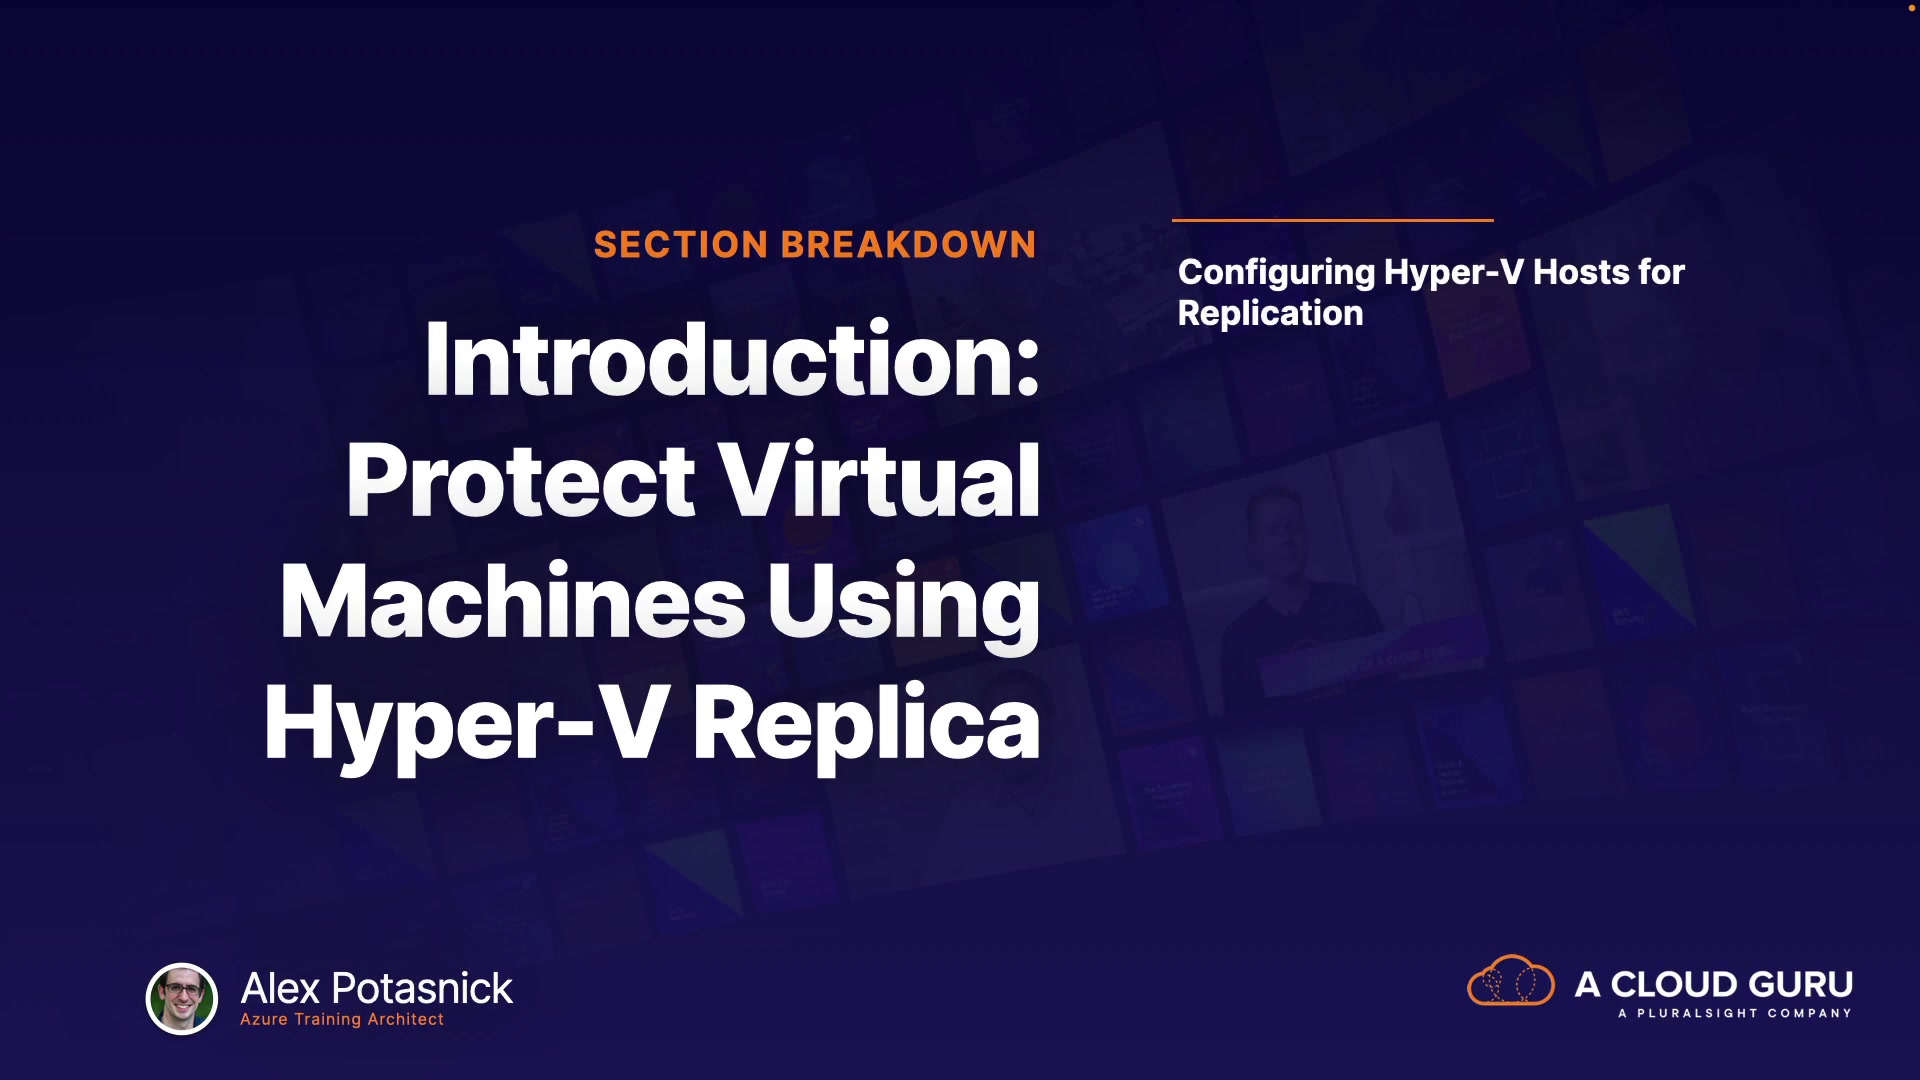 SECTION BREAKDOWN
Introduction:
Protect Virtual
Machines Using
Hyper-V Replica
Configuring Hyper-V Hosts for
Replication
Alex Potasnick
Azure Training Architect
A CLOUD GURU
A PLURALSIGHT COMPANY